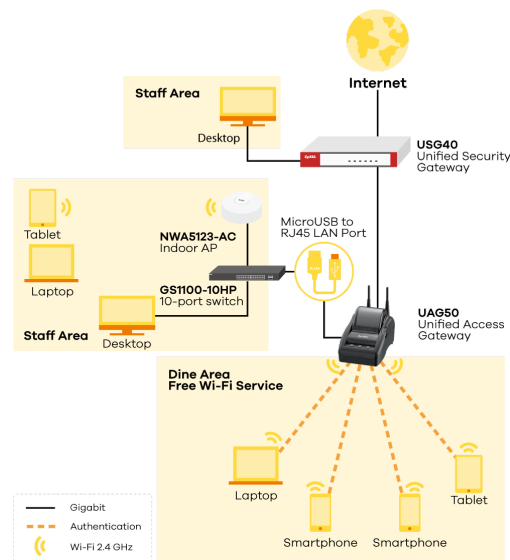 Internet
Staff Area
Desktop
ZyXEL
USG40
Unified Security
Gateway
MicroUSB to
RJ45 LAN Port
NWA5123-AC
Indoor AP
Tablet
Laptop
GS1100-10HP
10-port switch
Staff Area
Desktop
UAG50
Unified Access
Gateway
Dine Area
Free Wi-Fi Service
Laptop
Tablet
Smartphone
Smartphone
Gigabit
Authentication
Wi-Fi 2.4 GHz